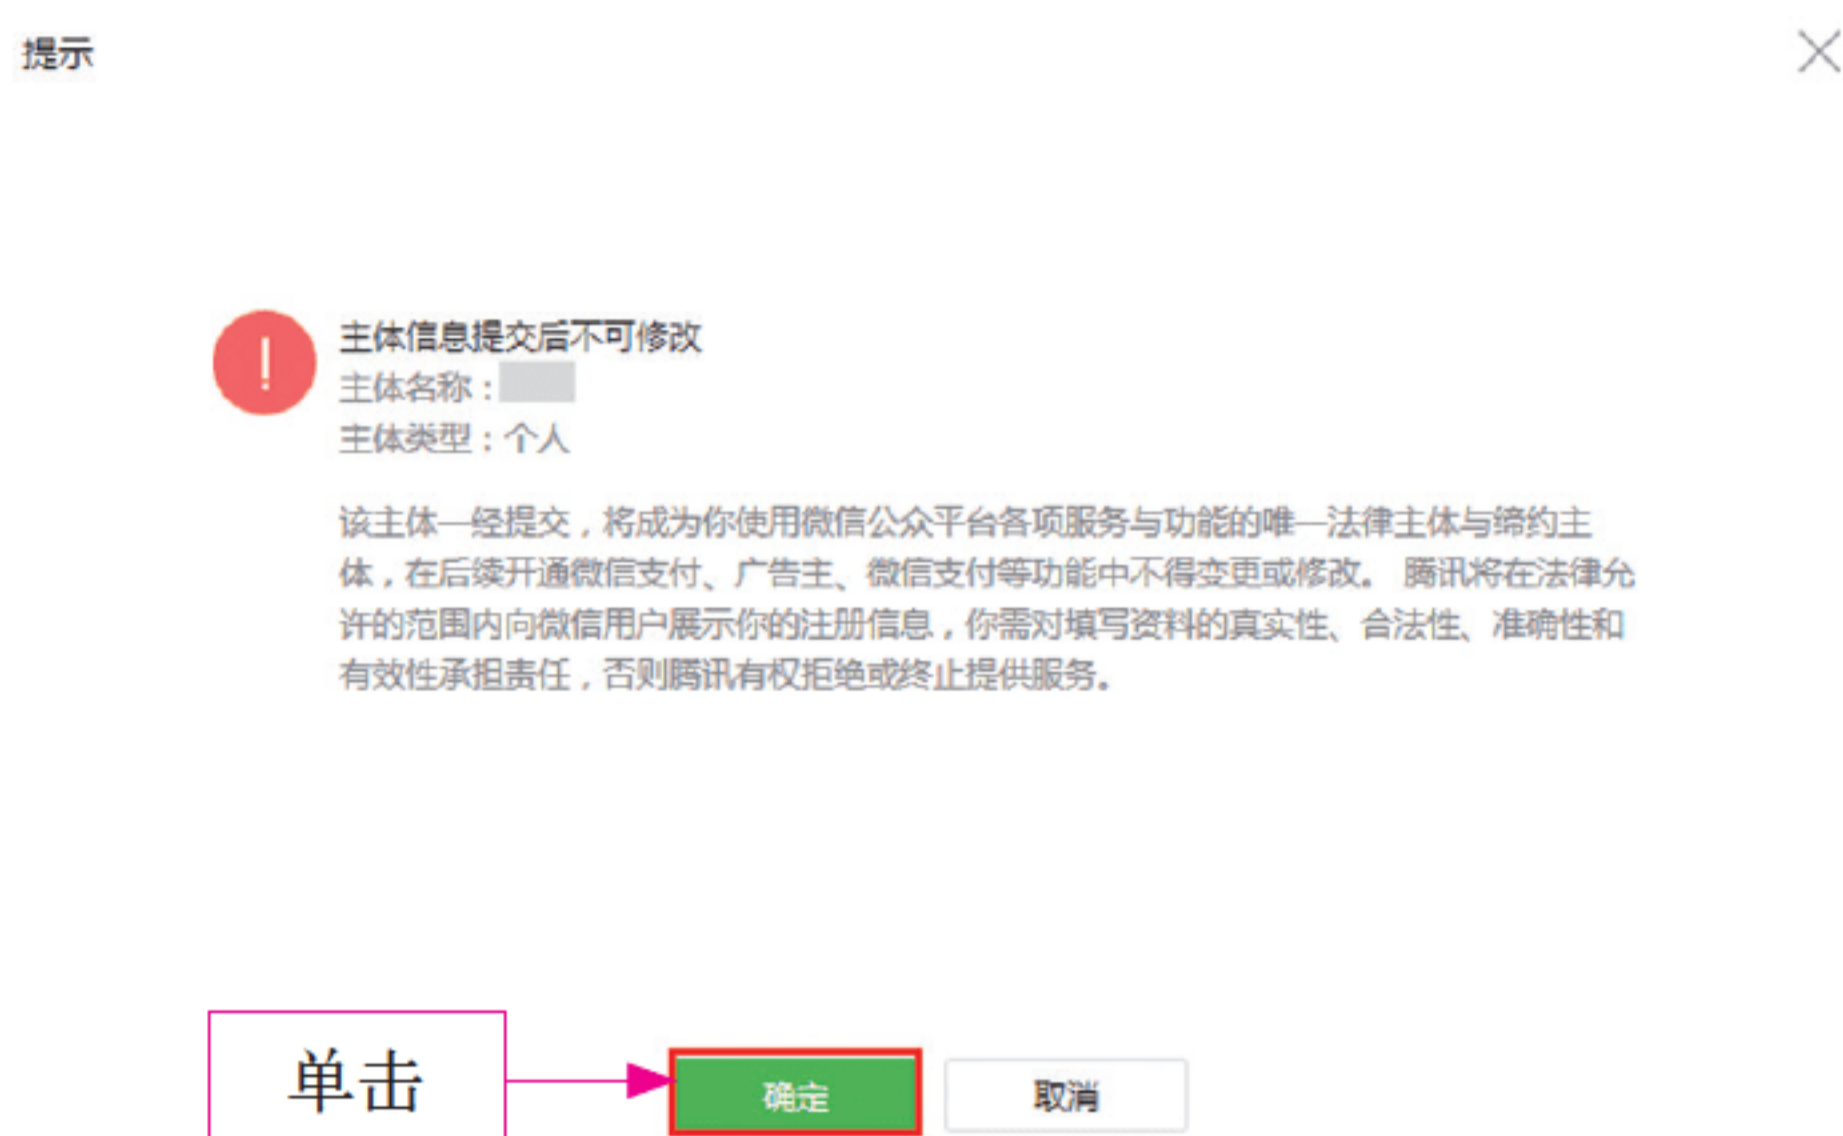 提示
!
主体信息提交后不可修改
主体名称：
主体类型：个人
该主体一经提交，将成为你使用微信公众平台各项服务与功能的唯一法律主体与缔约主
体，在后续开通微信支付、广告主、微信支付等功能中不得变更或修改。 腾讯将在法律允
许的范围内向微信用户展示你的注册信息，你需对填写资料的真实性、合法性、准确性和
有效性承担责任，否则腾讯有权拒绝或终止提供服务。
单击
确定
取消